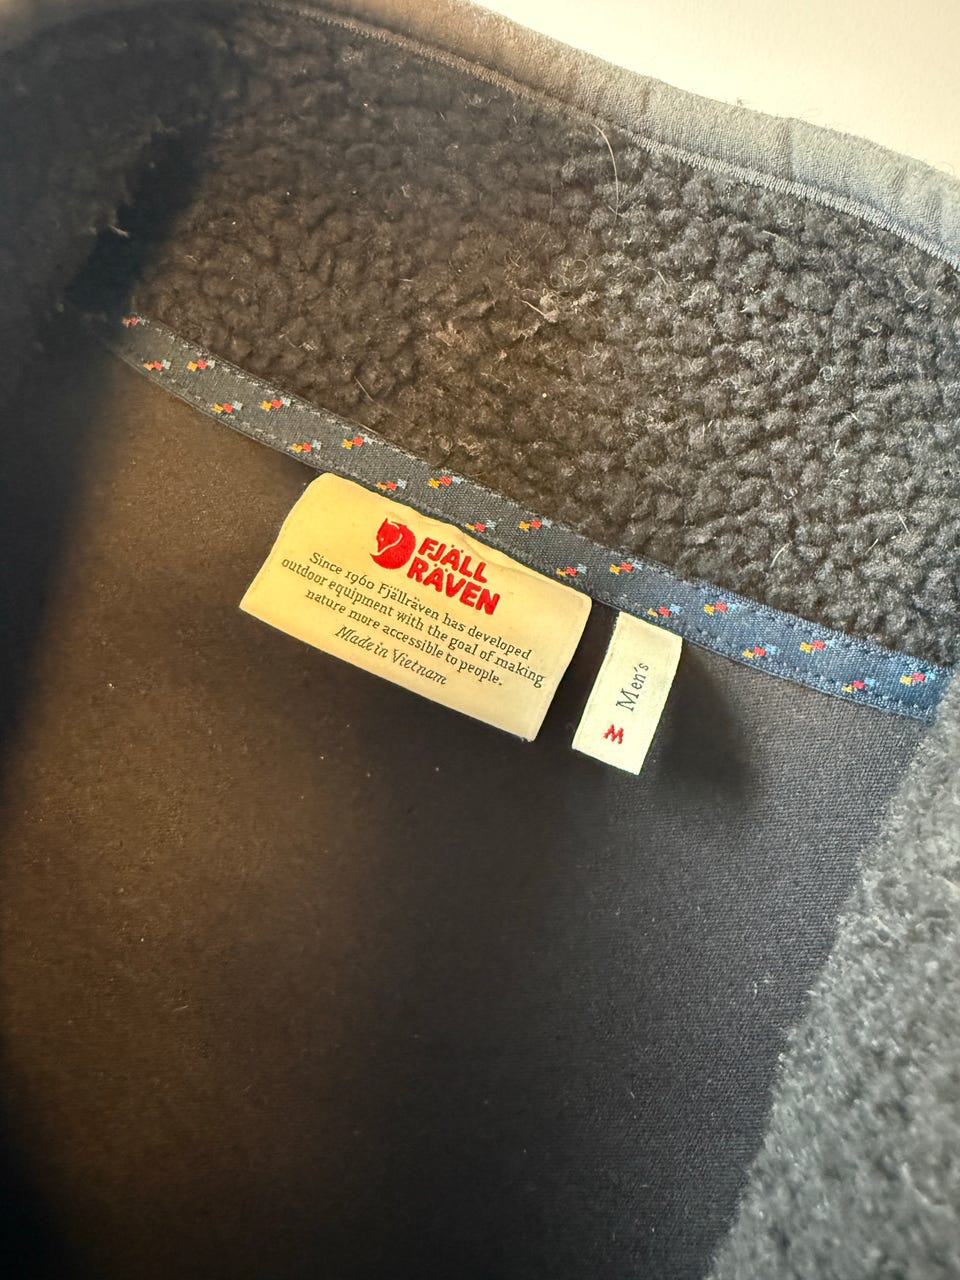 FJÄLL
RÄVEN
Since 1960 Fjällräven has developed
outdoor equipment with the goal of making
nature more accessible to people.
Made in Vietnam
Men's
M